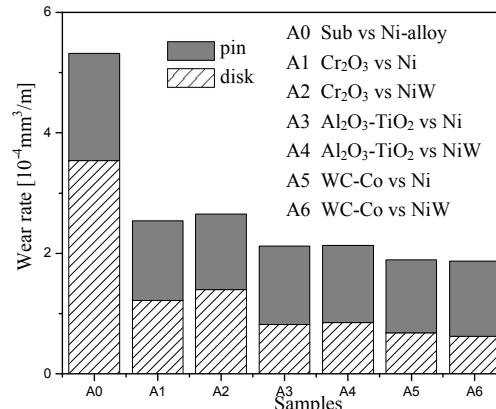 6
4
2
0
Wear rate [10⁻⁴mm³/m]
pin
disk
A0 Sub vs Ni-alloy
A1 Cr₂O₃ vs Ni
A2 Cr₂O₃ vs NiW
A3 Al₂O₃-TiO₂ vs Ni
A4 Al₂O₃-TiO₂ vs NiW
A5 WC-Co vs Ni
A6 WC-Co vs NiW
A0 A1 A2 A3 A4 A5 A6
Samples